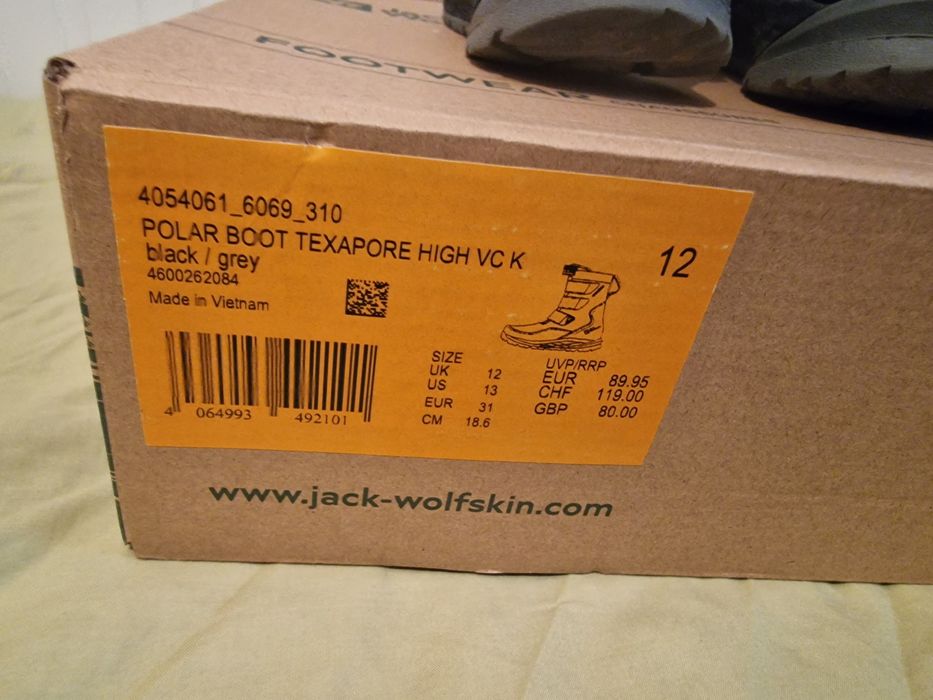 FOOTWEAR
4054061_6069_310
POLAR BOOT TEXAPORE HIGH VC K
12
black / grey
4600262084
Made in Vietnam
SIZE
UK 12
US 13
EUR 31
CM 18.6
UVP/RRP
EUR 89.95
CHF 119.00
GBP 80.00
4 064993 492101
www.jack-wolfskin.com